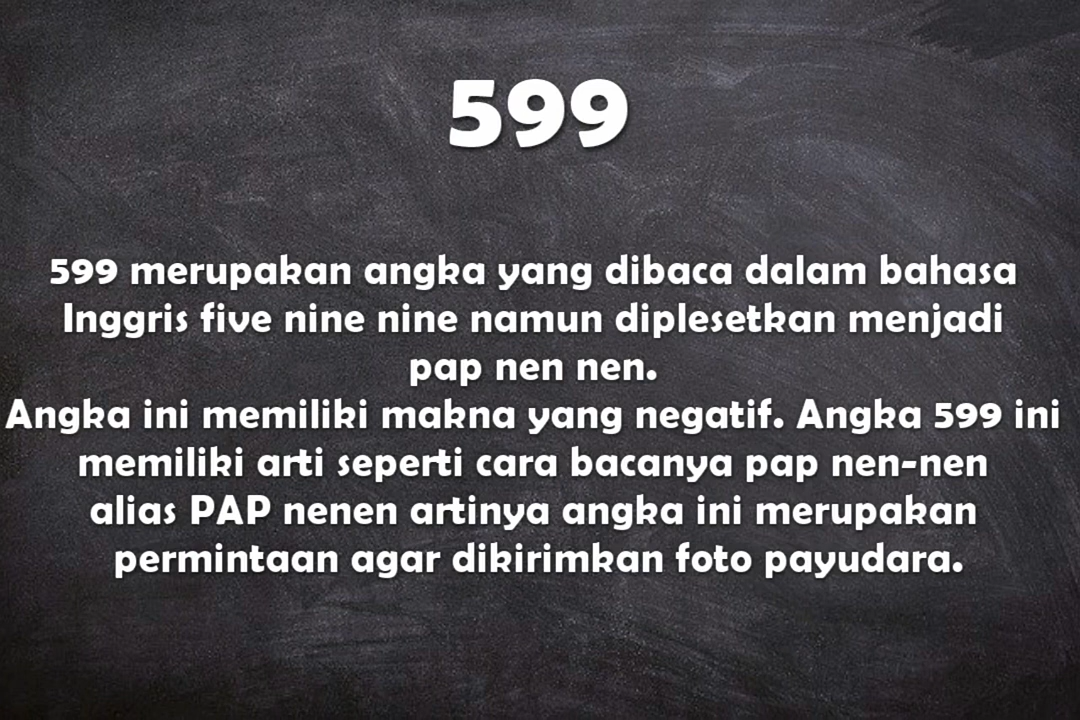 599
599 merupakan angka yang dibaca dalam bahasa
Inggris five nine nine namun diplesetkan menjadi
pap nen nen.
Angka ini memiliki makna yang negatif. Angka 599 ini
memiliki arti seperti cara bacanya pap nen-nen
alias PAP nenen artinya angka ini merupakan
permintaan agar dikirimkan foto payudara.